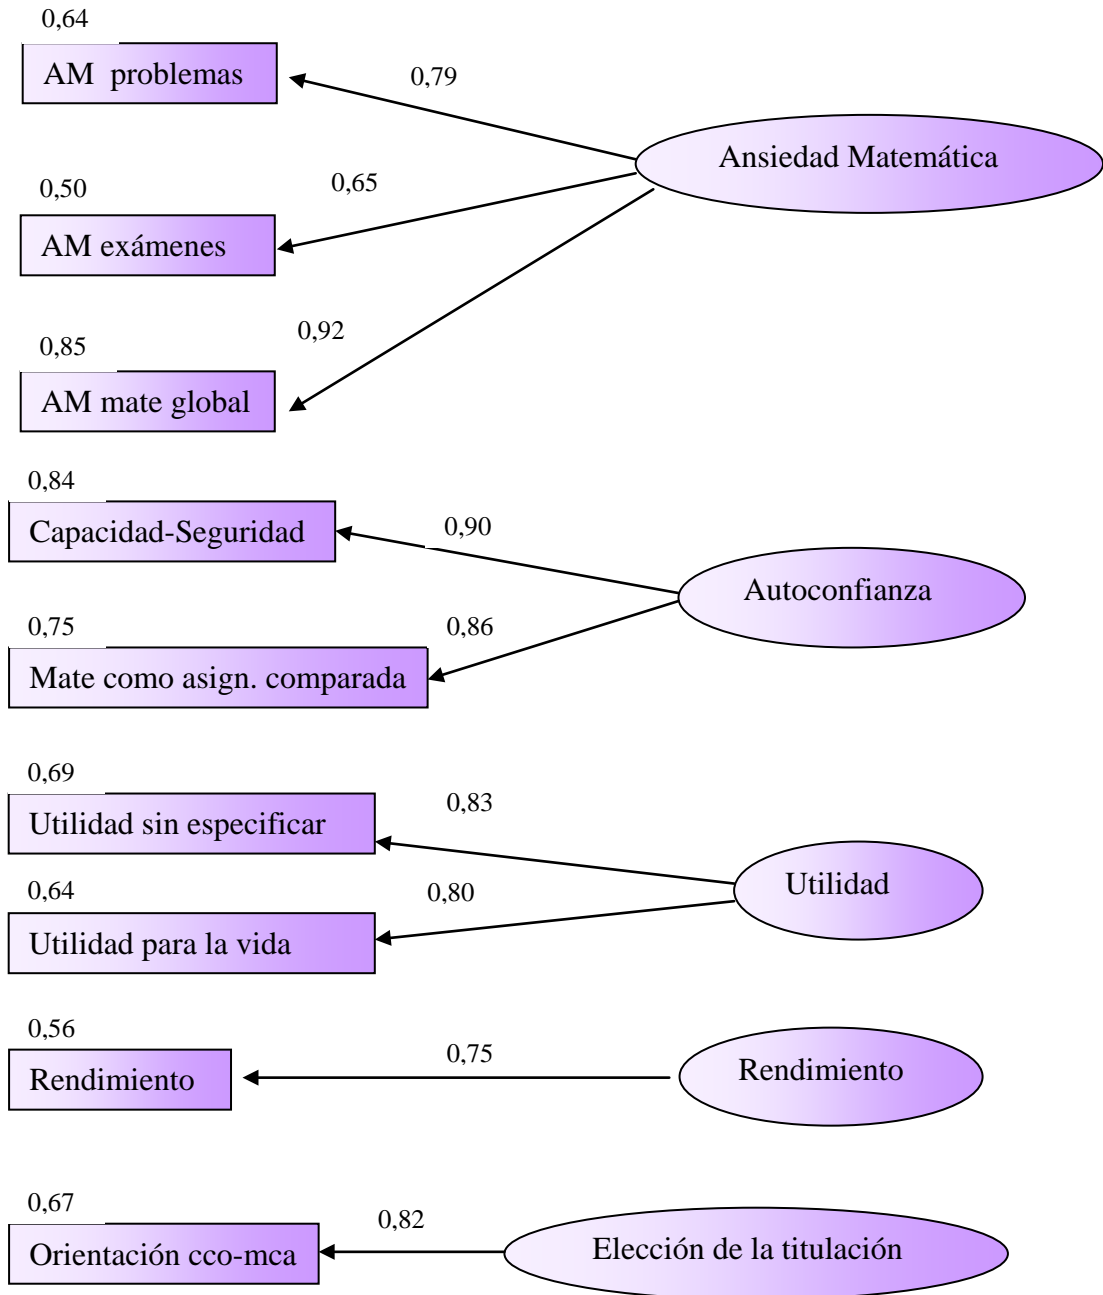 0,64
AM problemas
0,79
Ansiedad Matemática
0,50
0,65
AM exámenes
0,85
0,92
AM mate global
0,84
Capacidad-Seguridad
0,90
Autoconfianza
0,75
0,86
Mate como asign. comparada
0,69
0,83
Utilidad sin especificar
Utilidad
0,64
0,80
Utilidad para la vida
0,56
0,75
Rendimiento
Rendimiento
0,67
0,82
Orientación cco-mca
Elección de la titulación